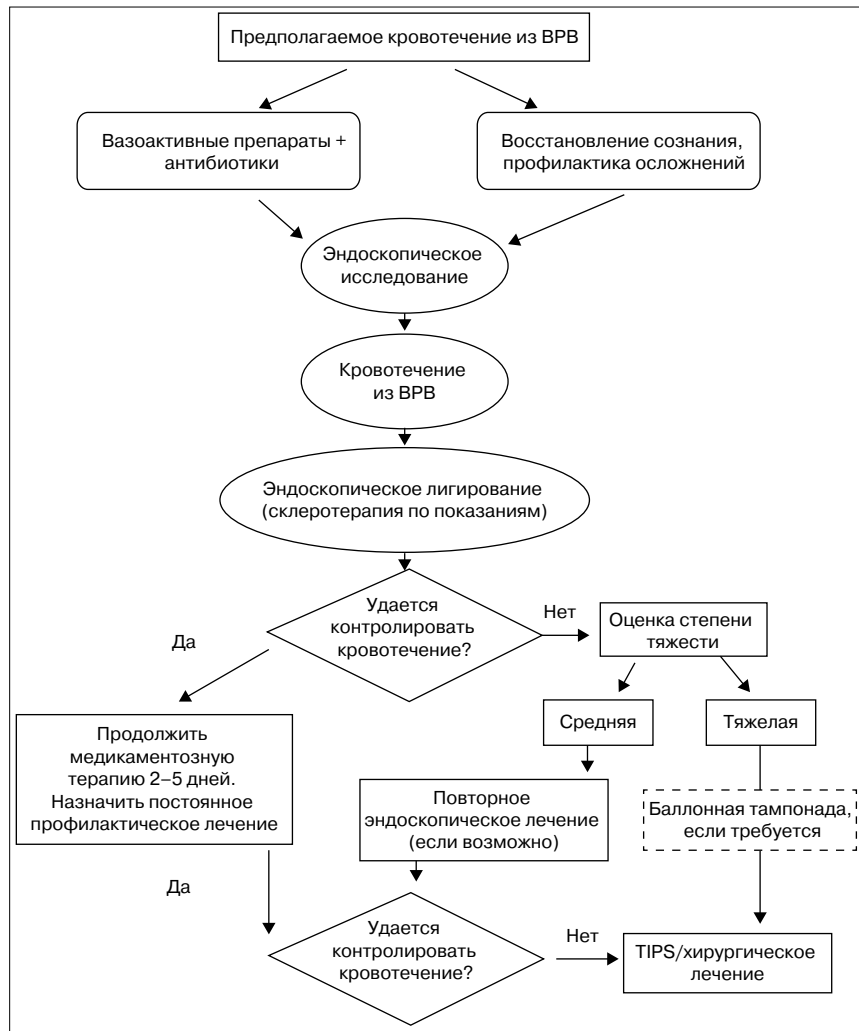 Предполагаемое кровотечение из ВРВ
Вазоактивные препараты +
антибиотики
Восстановление сознания,
профилактика осложнений
Эндоскопическое
исследование
Кровотечение
из ВРВ
Эндоскопическое лигирование
(склеротерапия по показаниям)
Удается
контролировать
кровотечение?
Да
Нет
Оценка степени
тяжести
Средняя
Тяжелая
Продолжить
медикаментозную
терапию 2–5 дней.
Назначить постоянное
профилактическое лечение
Повторное
эндоскопическое лечение
(если возможно)
Баллонная тампонада,
если требуется
Да
Удается
контролировать
кровотечение?
Нет
TIPS/хирургическое
лечение